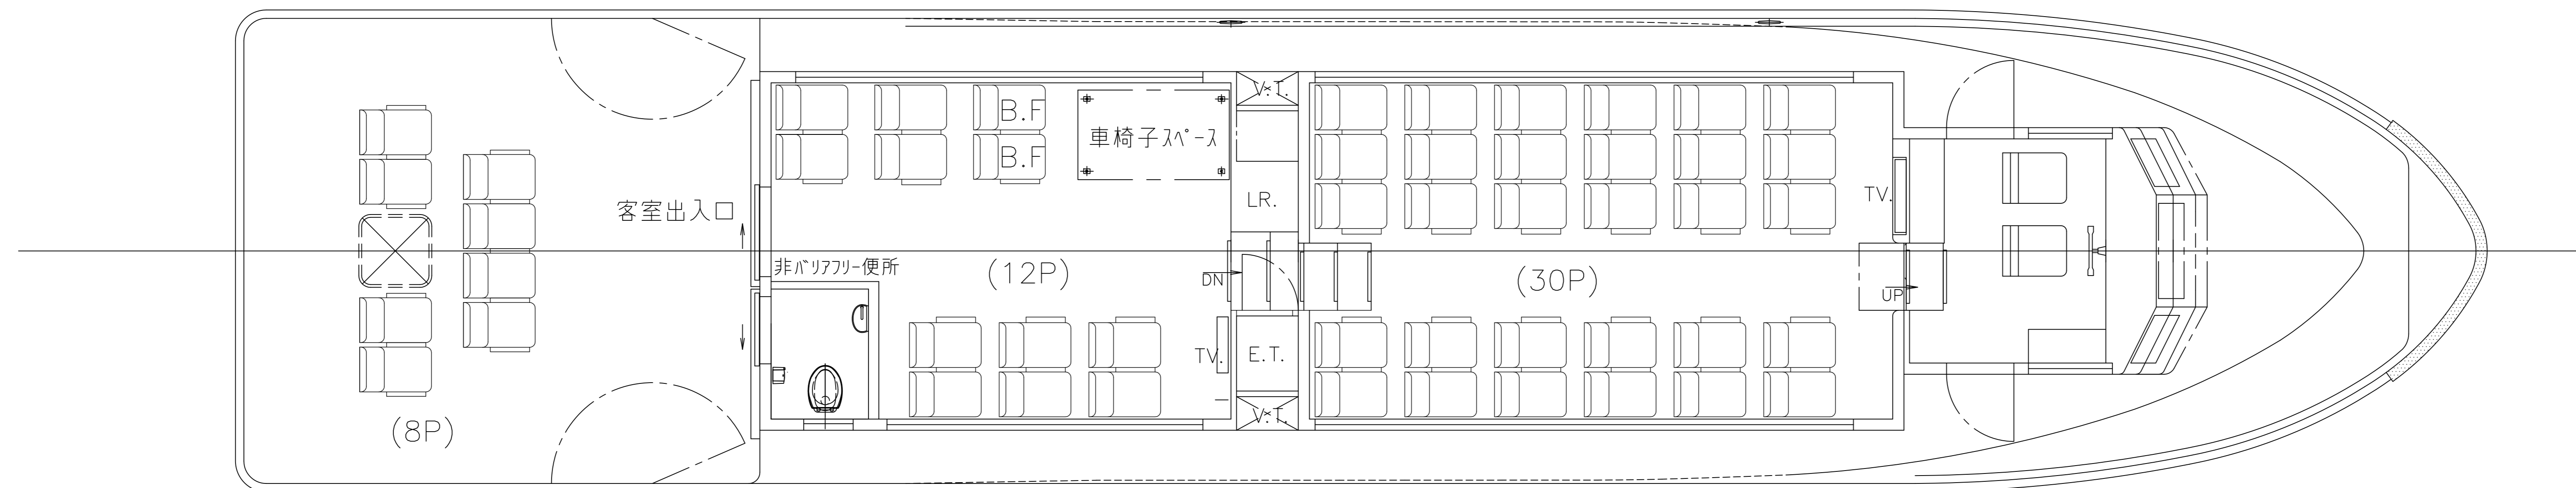 V.T.
B.F
B.F
車椅子スペース
LR.
TV.
客室出入口
非バリアフリー便所
(12P)
DN
(30P)
UP
TV.
E.T.
V.T.
(8P)